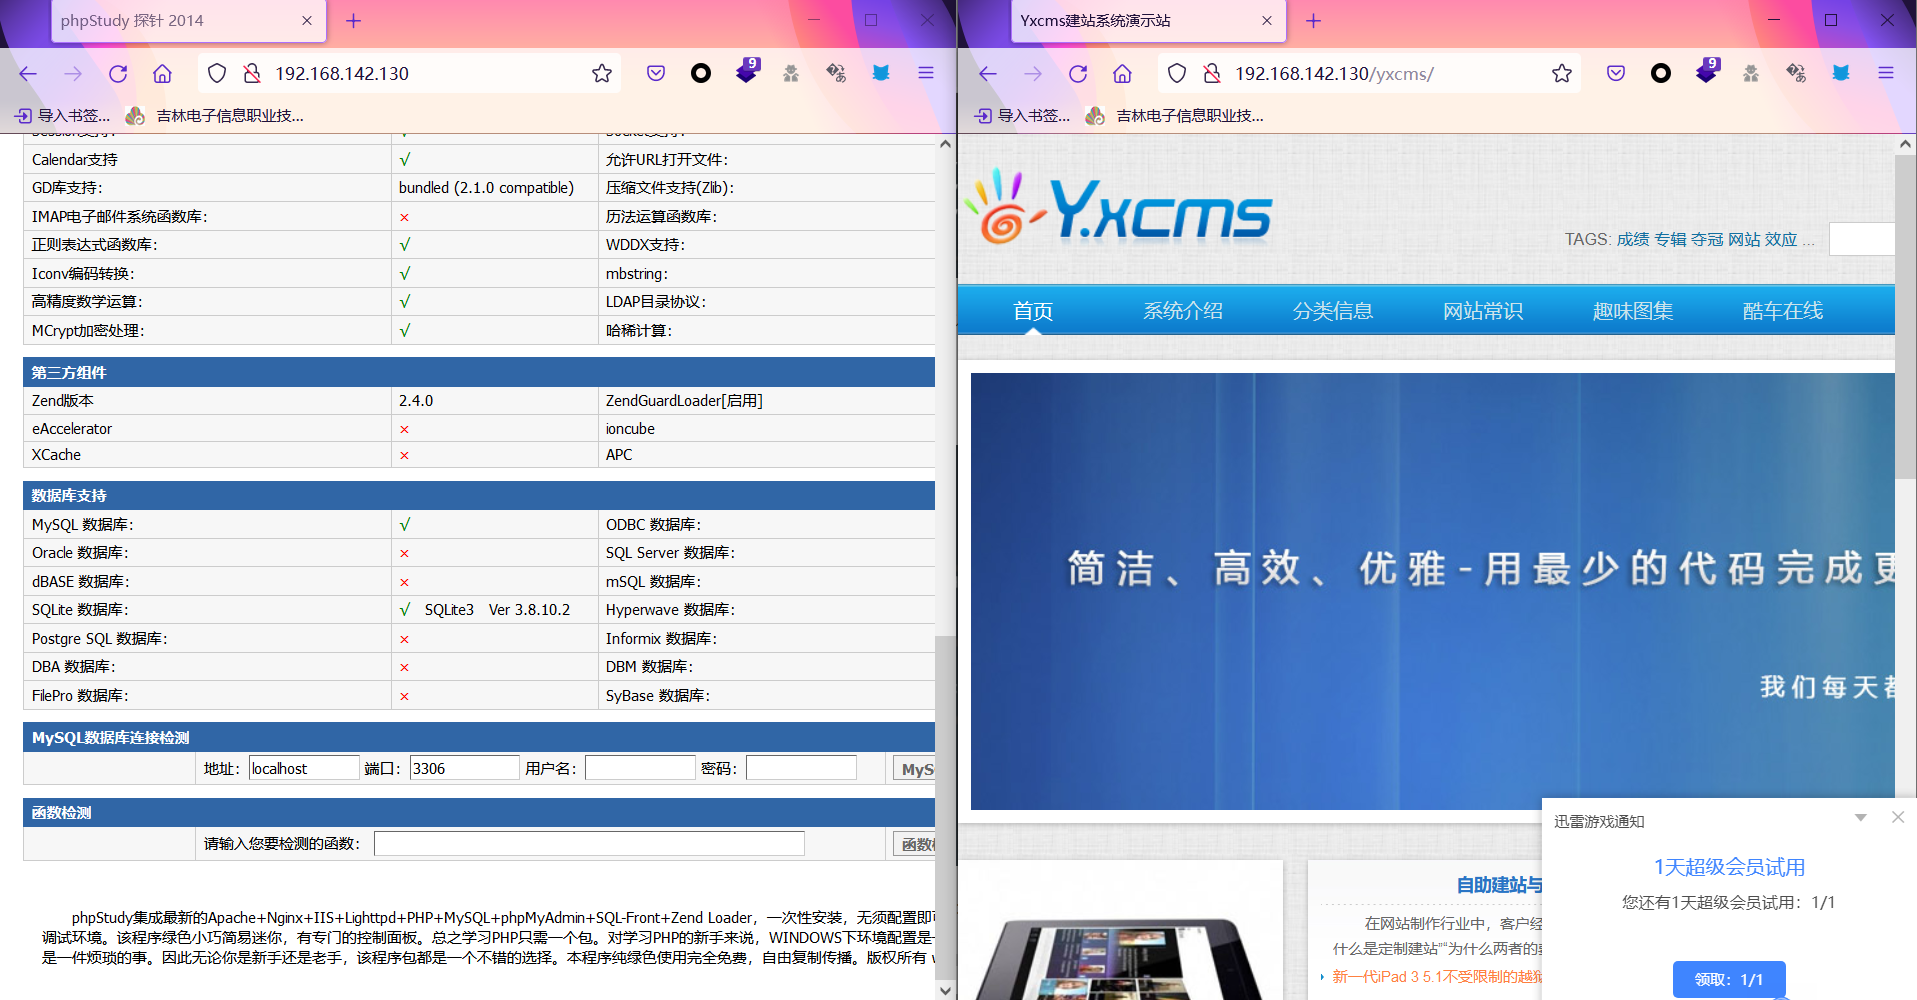 phpStudy 探针 2014
192.168.142.130
导入书签...
吉林电子信息职业技...
Calendar支持 √ 允许URL打开文件：
GD库支持： bundled (2.1.0 compatible) 压缩文件支持(Zlib)：
IMAP电子邮件系统函数库： × 历法运算函数库：
正则表达式函数库： √ WDDX支持：
Iconv编码转换： √ mbstring：
高精度数学运算： √ LDAP目录协议：
MCrypt加密处理： √ 哈稀计算：
第三方组件
Zend版本 2.4.0 ZendGuardLoader[启用]
eAccelerator × ioncube
XCache × APC
数据库支持
MySQL 数据库： √ ODBC 数据库：
Oracle 数据库： × SQL Server 数据库：
dBASE 数据库： × mSQL 数据库：
SQLite 数据库： √ SQLite3 Ver 3.8.10.2 Hyperwave 数据库：
Postgre SQL 数据库： × Informix 数据库：
DBA 数据库： × DBM 数据库：
FilePro 数据库： × SyBase 数据库：
MySQL数据库连接检测
地址： localhost 端口： 3306 用户名： 密码：
函数检测
请输入您要检测的函数：
phpStudy集成最新的Apache+Nginx+IIS+Lighttpd+PHP+MySQL+phpMyAdmin+SQL-Front+Zend Loader，一次性安装，无须配置即
调试环境。该程序绿色小巧简易迷你，有专门的控制面板。总之学习PHP只需一个包。对学习PHP的新手来说，WINDOWS下环境配置是
是一件烦琐的事。因此无论你是新手还是老手，该程序包都是一个不错的选择。本程序纯绿色使用完全免费，自由复制传播。版权所有
Yxcms建站系统演示站
192.168.142.130/yxcms/
导入书签...
吉林电子信息职业技...
Yxcms
TAGS: 成绩 专辑 夺冠 网站 效应 ...
首页 系统介绍 分类信息 网站常识 趣味图集 酷车在线
简洁、高效、优雅-用最少的代码完成
我们每天
自助建站与
在网站制作行业中，客户经
什么是定制建站”“为什么两者的
新一代iPad 3 5.1不受限制的越
迅雷游戏通知
1天超级会员试用
您还有1天超级会员试用：1/1
领取：1/1